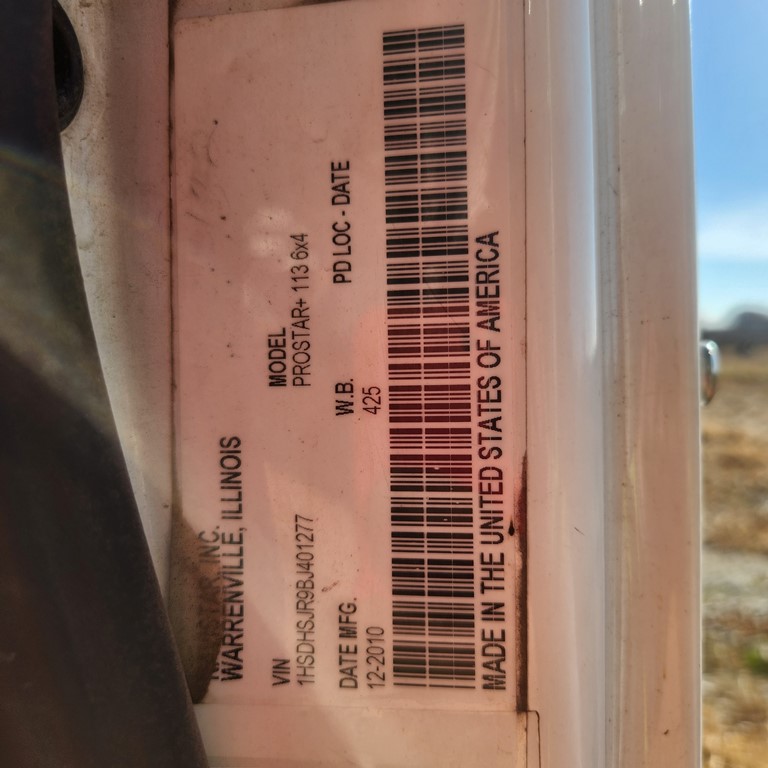 INC.
WARRENVILLE, ILLINOIS
VIN
1HSDHSJR9BJ401277
MODEL
PROSTAR+ 113 6x4
DATE MFG.
12-2010
W.B.
425
PD LOC - DATE
MADE IN THE UNITED STATES OF AMERICA